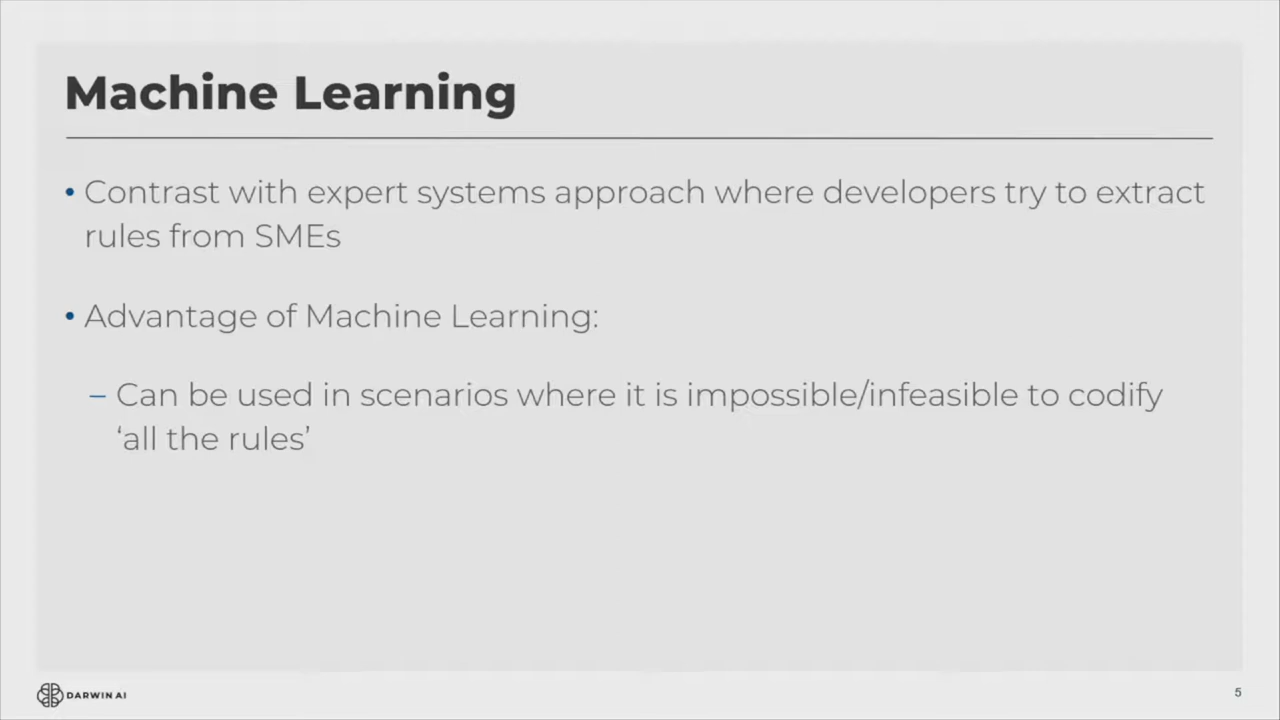 Machine Learning
• Contrast with expert systems approach where developers try to extract
rules from SMEs
• Advantage of Machine Learning:
– Can be used in scenarios where it is impossible/infeasible to codify
‘all the rules’
DARWIN AI
5